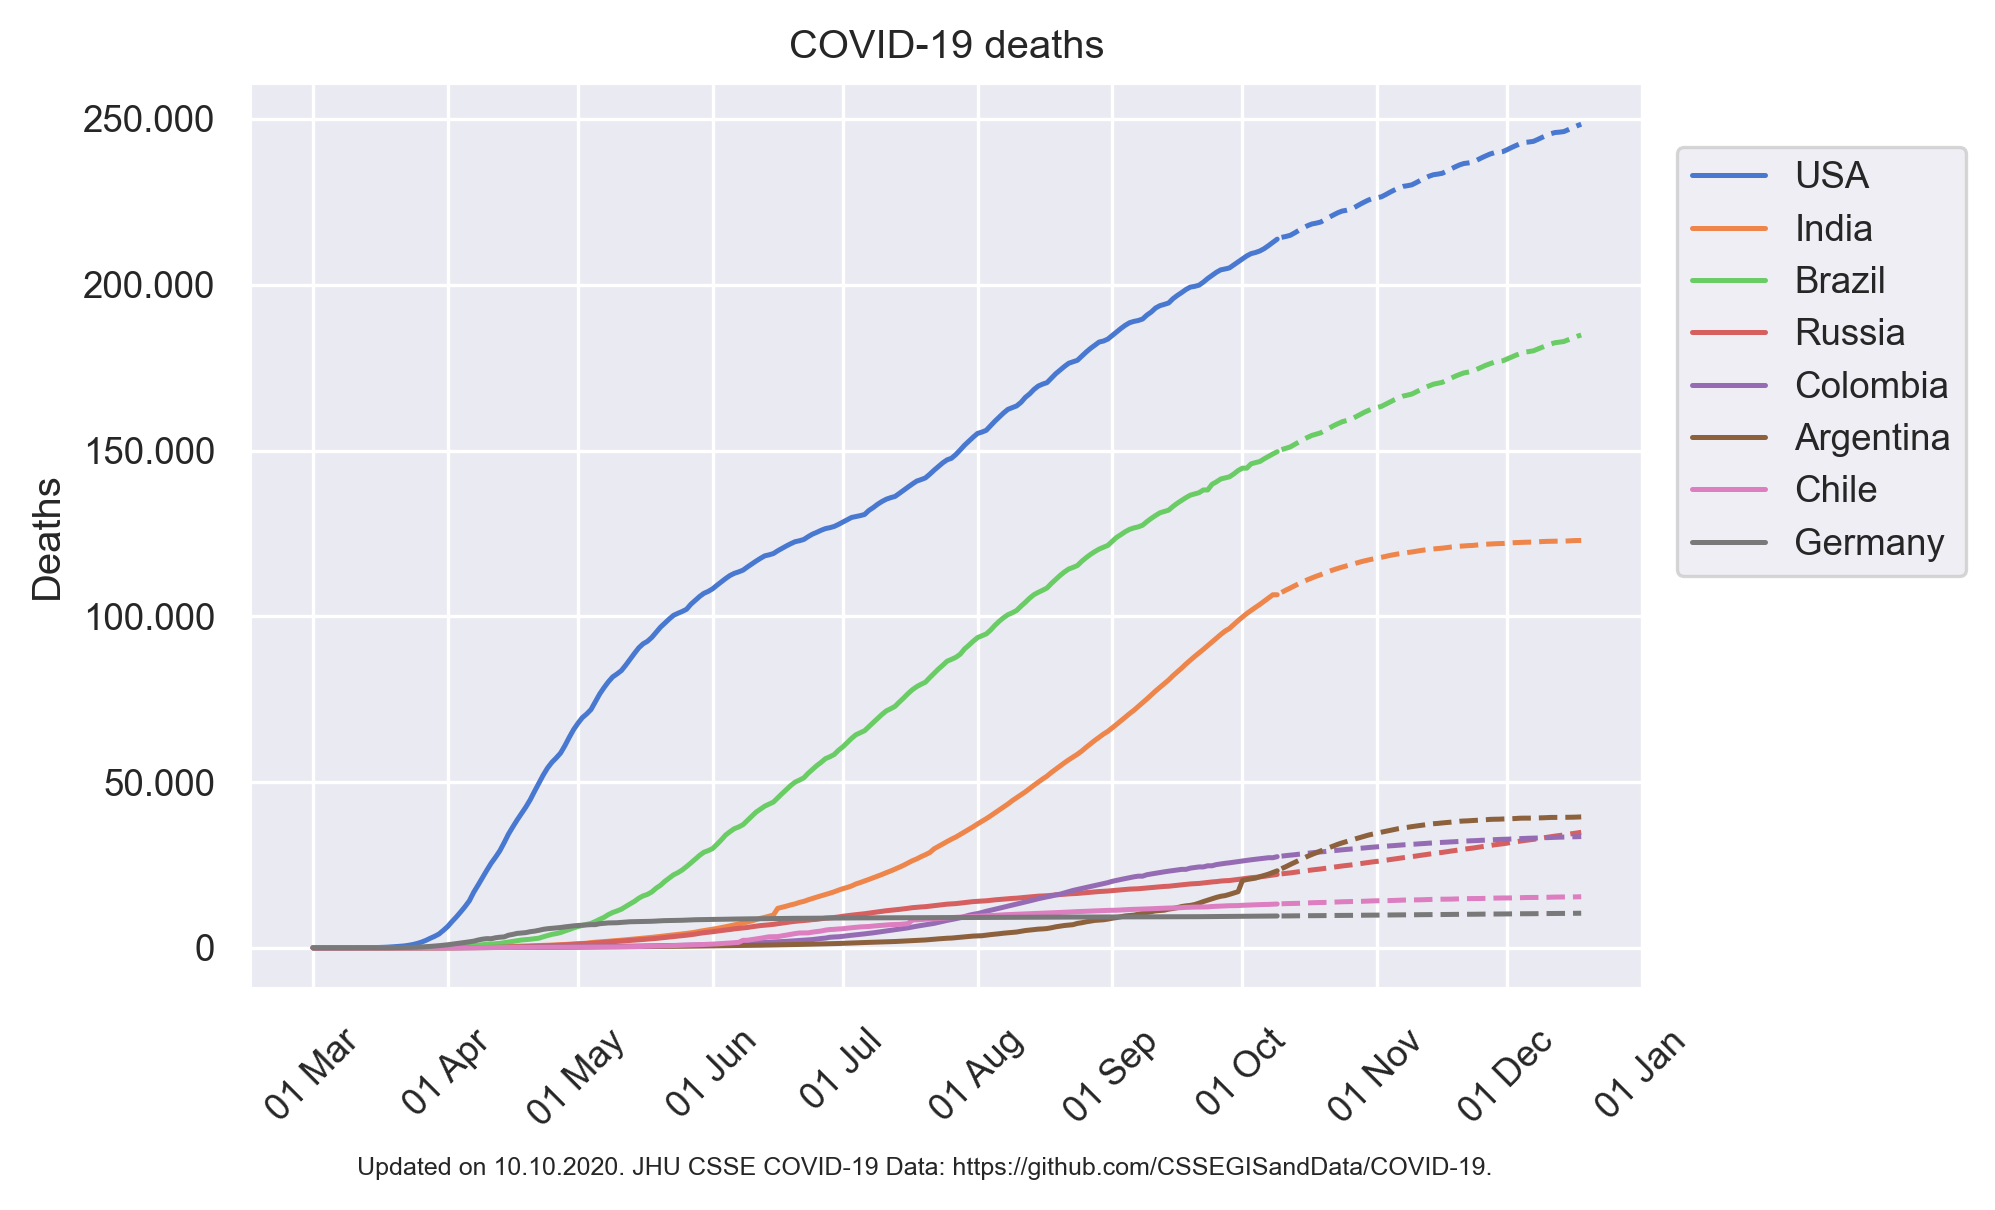 COVID-19 deaths
250.000
200.000
150.000
100.000
50.000
0
Deaths
01 Mar
01 Apr
01 May
01 Jun
01 Jul
01 Aug
01 Sep
01 Oct
01 Nov
01 Dec
01 Jan
USA
India
Brazil
Russia
Colombia
Argentina
Chile
Germany
Updated on 10.10.2020. JHU CSSE COVID-19 Data: https://github.com/CSSEGISandData/COVID-19.